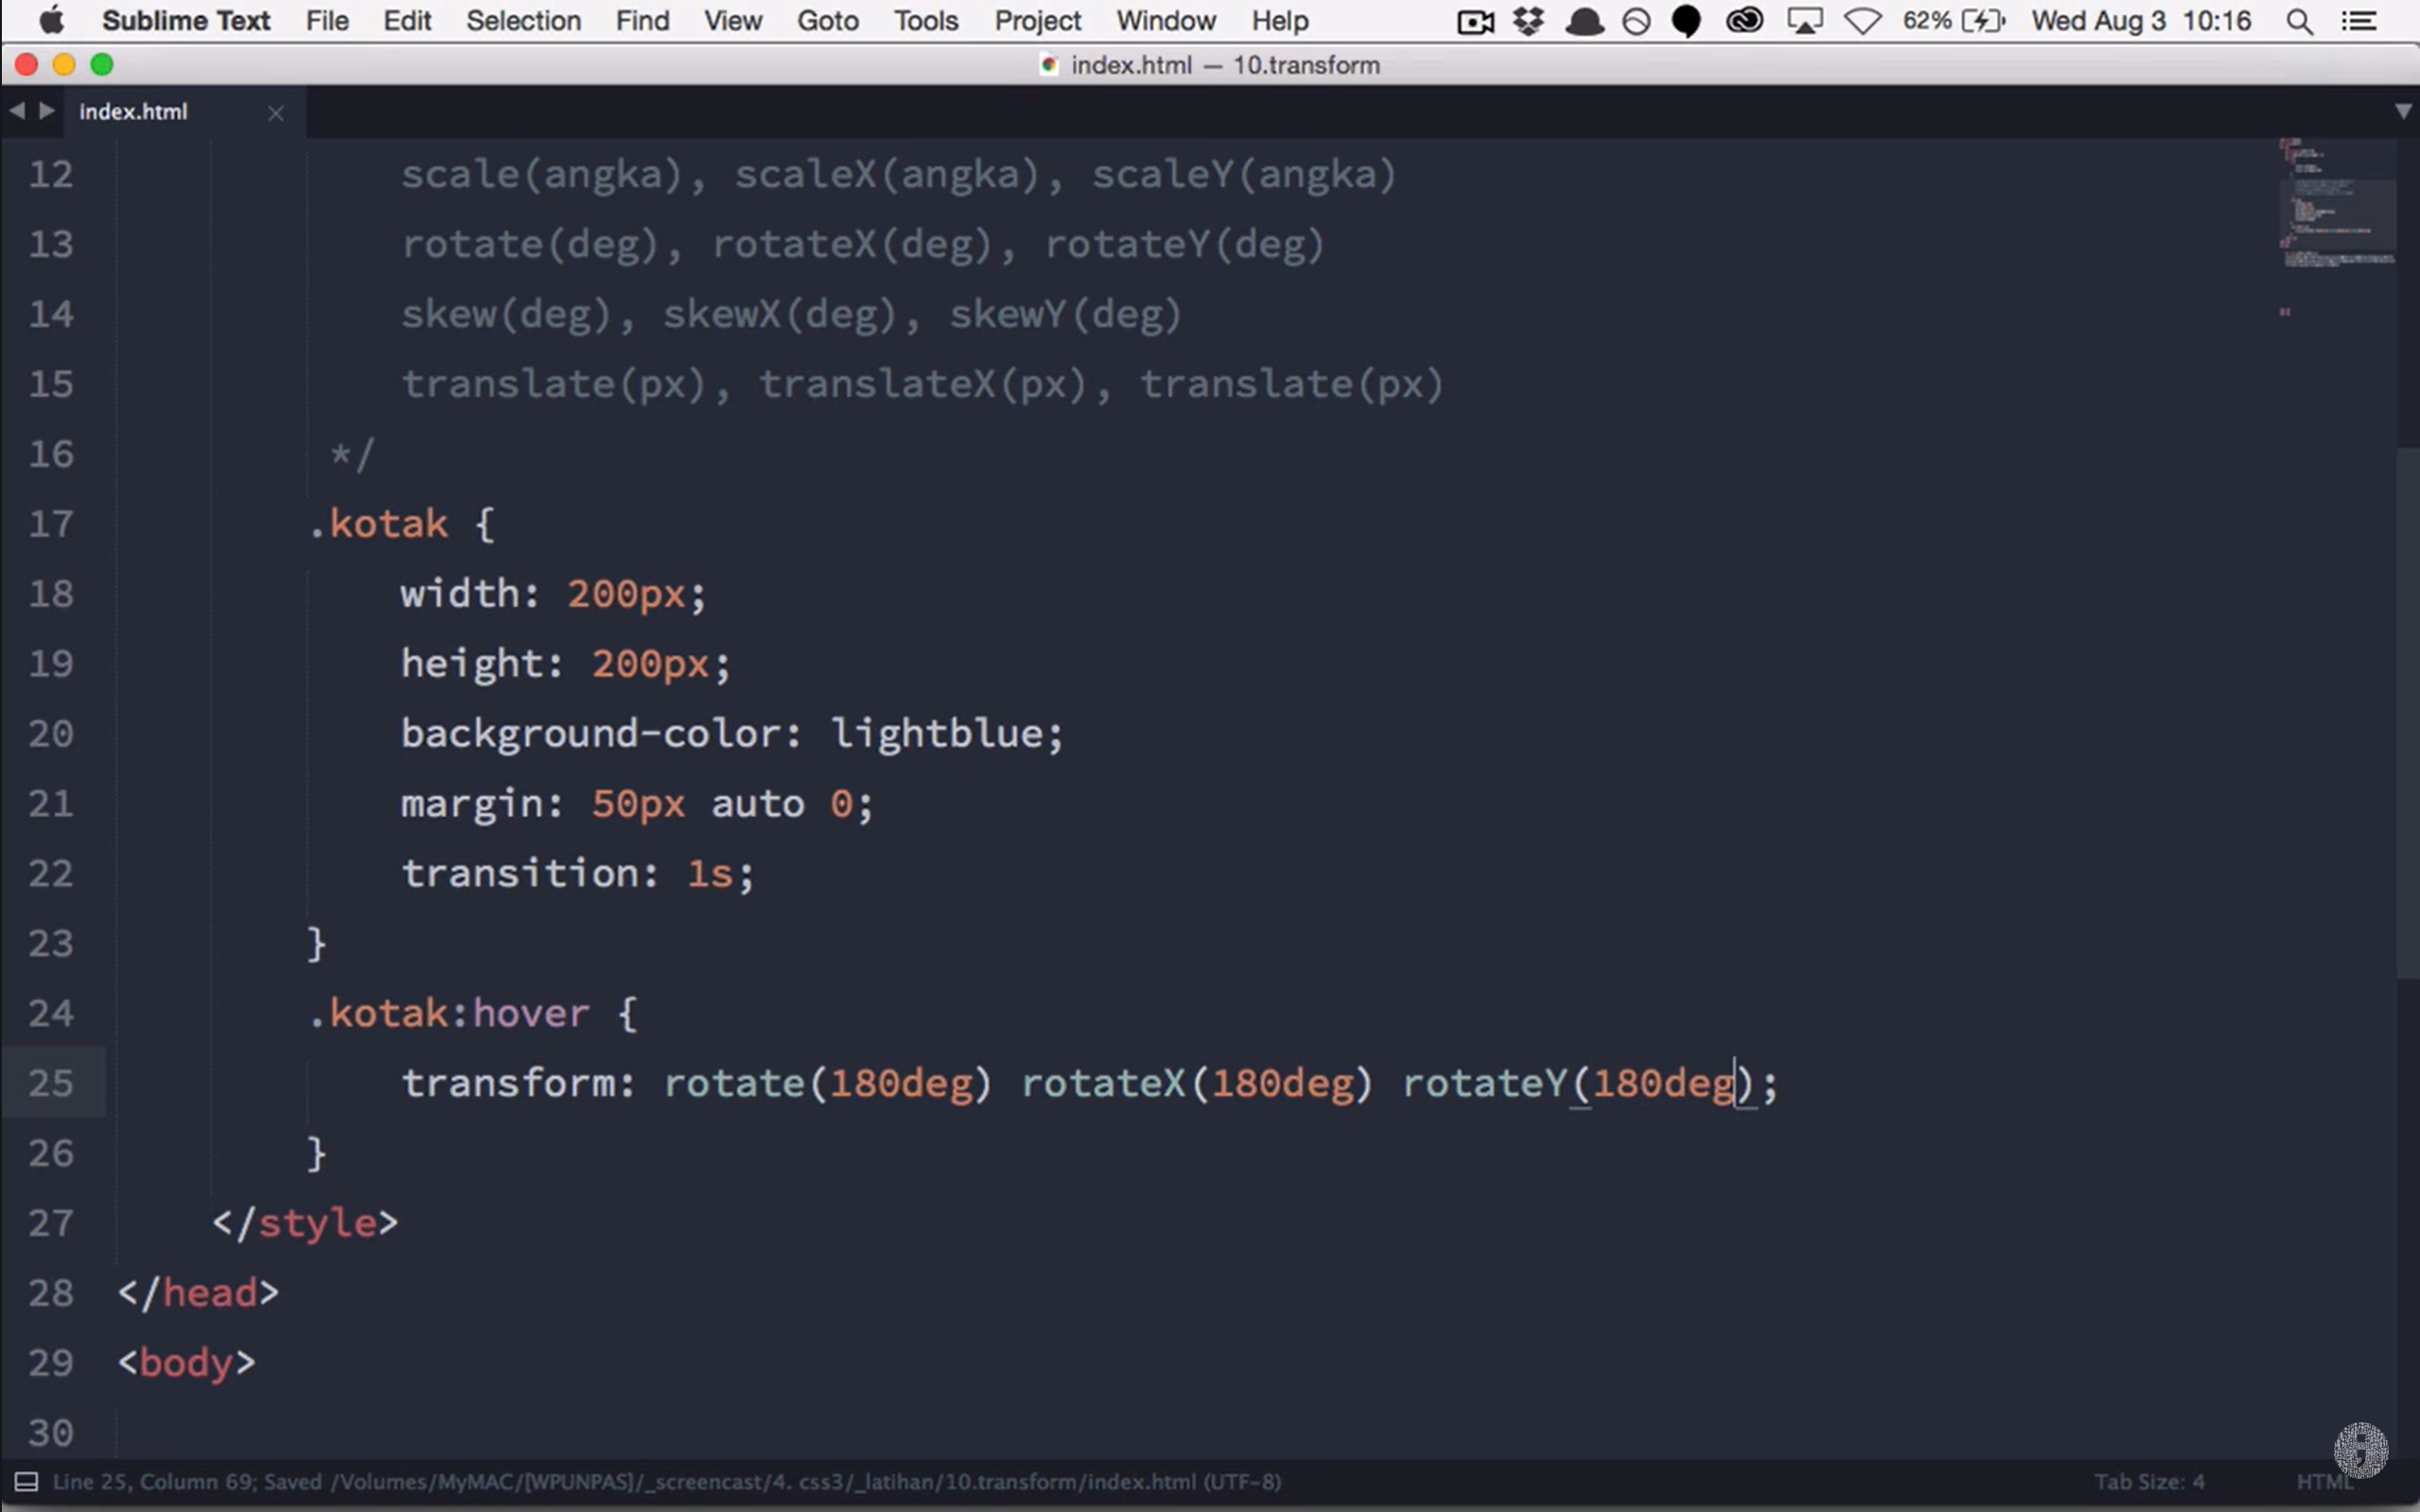 Sublime Text File Edit Selection Find View Goto Tools Project Window Help 62% Wed Aug 3 10:16
index.html — 10.transform
index.html
12 scale(angka), scaleX(angka), scaleY(angka)
13 rotate(deg), rotateX(deg), rotateY(deg)
14 skew(deg), skewX(deg), skewY(deg)
15 translate(px), translateX(px), translate(px)
16 */
17 .kotak {
18 width: 200px;
19 height: 200px;
20 background-color: lightblue;
21 margin: 50px auto 0;
22 transition: 1s;
23 }
24 .kotak:hover {
25 transform: rotate(180deg) rotateX(180deg) rotateY(180deg);
26 }
27 </style>
28 </head>
29 <body>
30
Line 25, Column 69; Saved /Volumes/MyMAC/[WPUNPAS]/_screencast/4. css3/_latihan/10.transform/index.html (UTF-8) Tab Size: 4 HTML